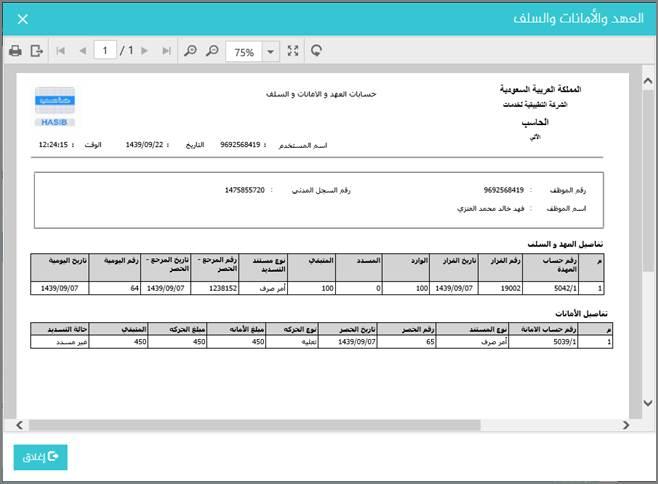 العهد والأمانات والسلف
1 / 1
75%
المملكة العربية السعودية
الشركة التطبيقية لخدمات
الحاسب
الآلي
حسابات العهد و الامانات و السلف
حاسب
HASIB
اسم المستخدم : 9692568419 التاريخ : 1439/09/22 الوقت : 12:24:15
رقم الموظف : 9692568419 رقم السجل المدني : 1475855720
اسم الموظف : فهد خالد محمد العنزي
تفاصيل العهد و السلف
م رقم حساب العهدة رقم القرار تاريخ القرار الوارد المسدد المتبقي نوع مستند التسديد رقم المرجع - الحصر تاريخ المرجع - الحصر رقم اليومية تاريخ اليومية
1 5042/1 19002 1439/09/07 100 0 100 أمر صرف 1238152 1439/09/07 64 1439/09/07
تفاصيل الأمانات
م رقم حساب الامانة نوع المستند رقم الحصر تاريخ الحصر نوع الحركه مبلغ الأمانه مبلغ الحركه المتبقي حالة التسديد
1 5039/1 أمر صرف 65 1439/09/07 تعليه 450 450 450 غير مسدد
إغلاق